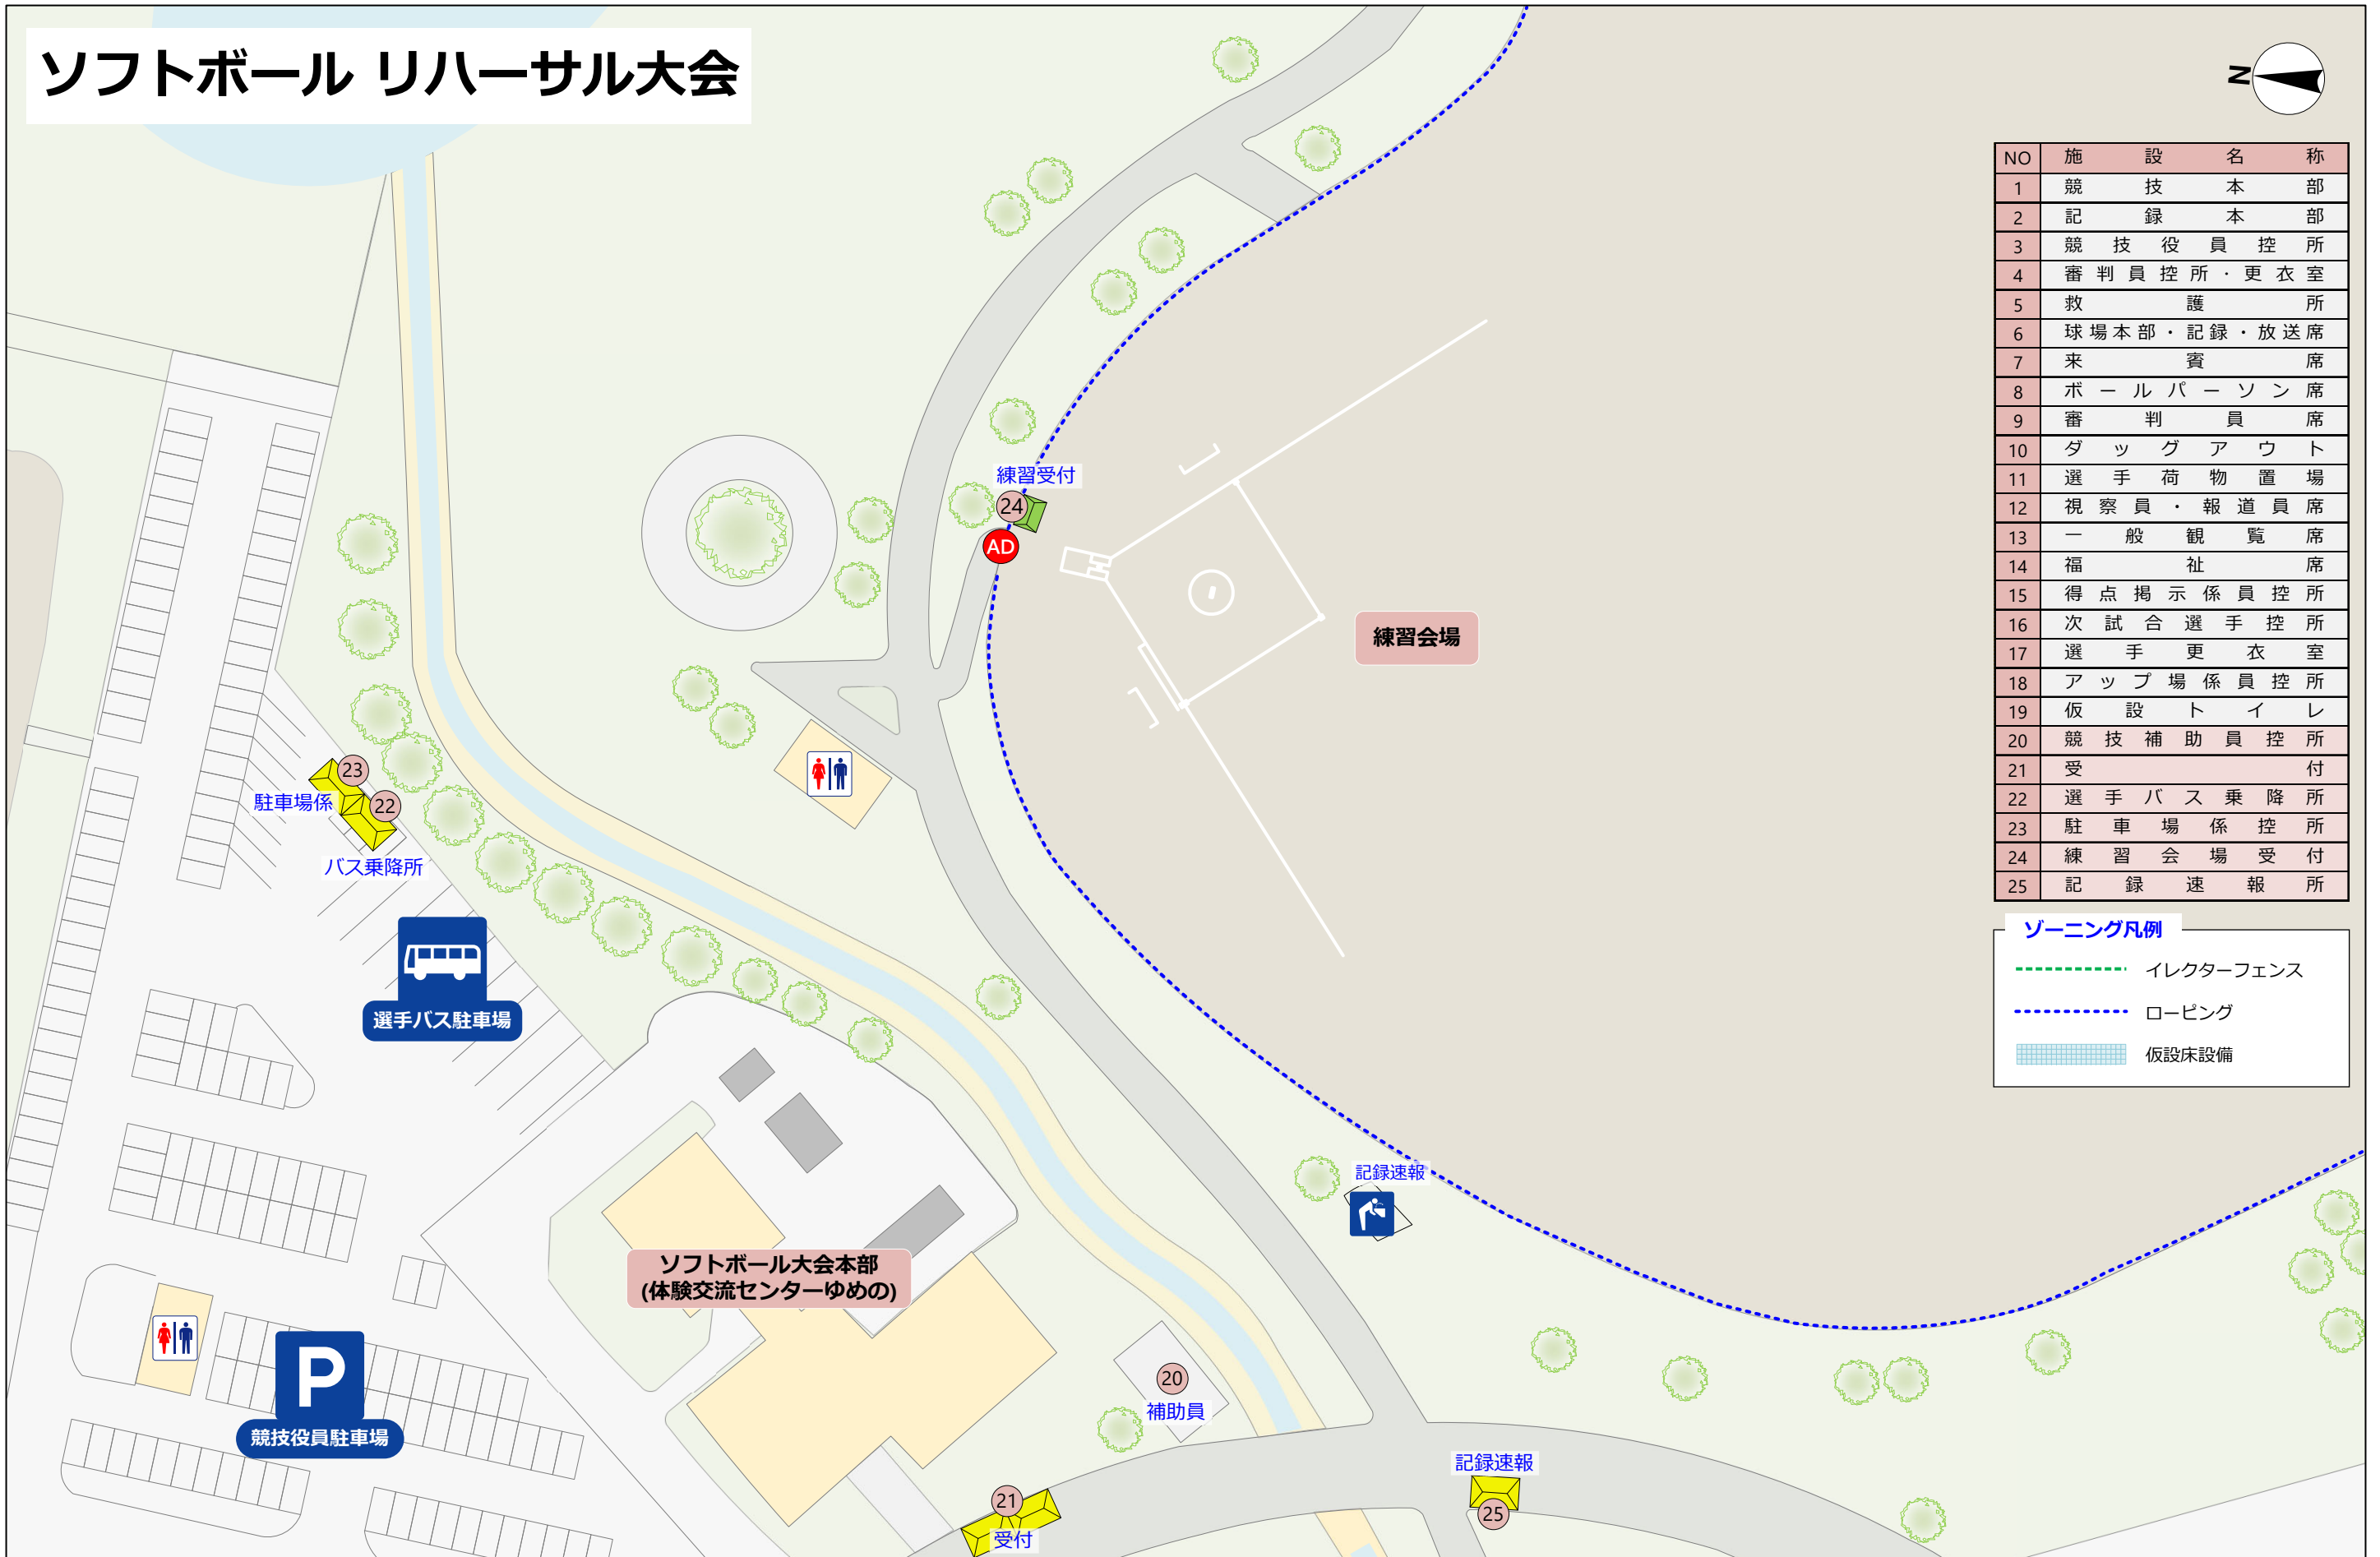 ソフトボール リハーサル大会
N
NO 施設名称
1 競技本部
2 記録本部
3 競技役員控所
4 審判員控所・更衣室
5 救護所
6 球場本部・記録・放送席
7 来賓席
8 ボールパーソン席
9 審判員席
10 ダッグアウト
11 選手荷物置場
12 視察員・報道員席
13 一般観覧席
14 福祉席
15 得点掲示係員控所
16 次試合選手控所
17 選手更衣室
18 アップ場係員控所
19 仮設トイレ
20 競技補助員控所
21 受付
22 選手バス乗降所
23 駐車場係控所
24 練習会場受付
25 記録速報所
ゾーニング凡例
イレクターフェンス
ローピング
仮設床設備
練習受付
24
AD
練習会場
23
駐車場係
22
バス乗降所
選手バス駐車場
記録速報
ソフトボール大会本部
(体験交流センターゆめの)
P
競技役員駐車場
20
補助員
21
受付
記録速報
25